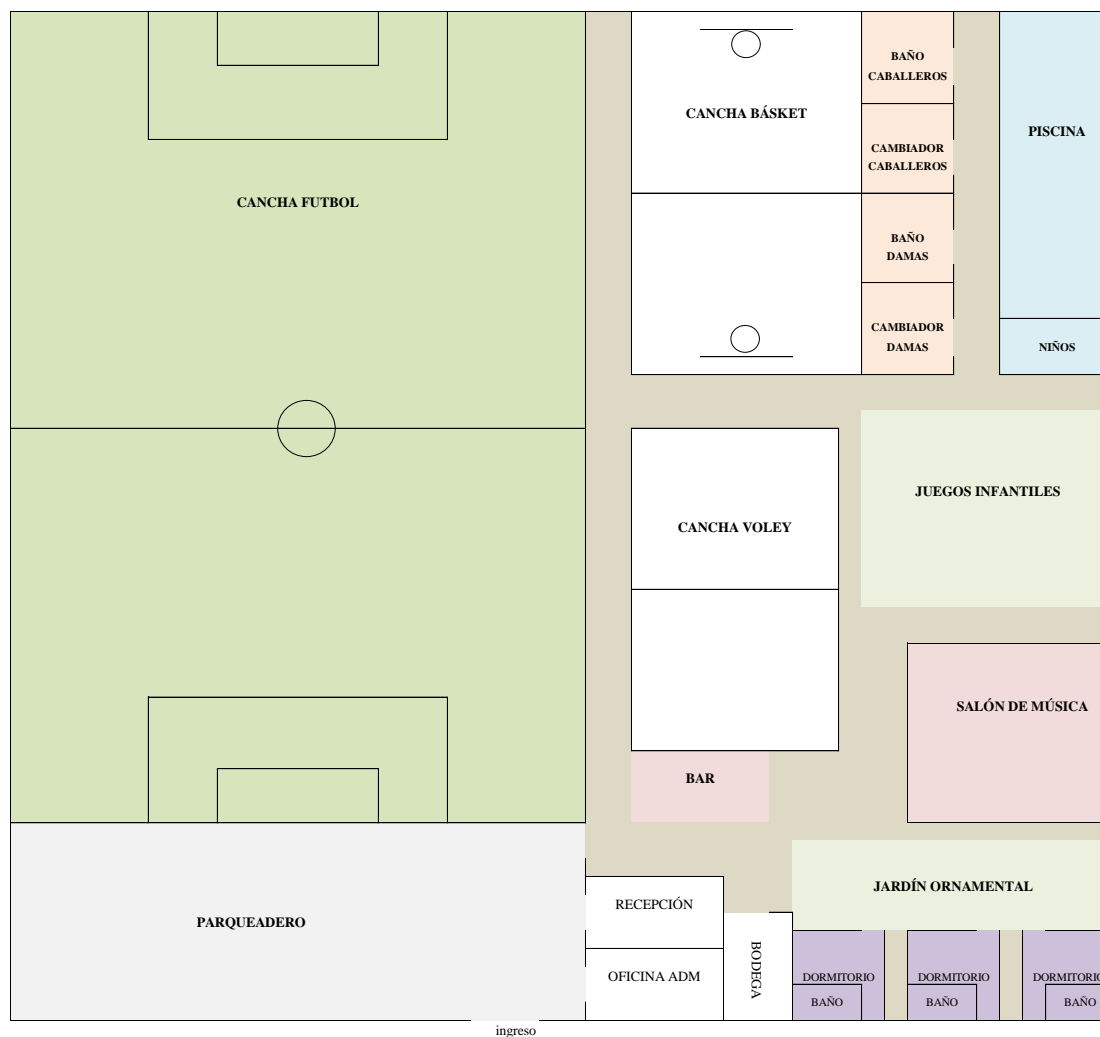 BAÑO
CABALLEROS
CANCHA BÁSKET
PISCINA
CAMBIADOR
CABALLEROS
CANCHA FUTBOL
BAÑO
DAMAS
CAMBIADOR
DAMAS
NIÑOS
JUEGOS INFANTILES
CANCHA VOLEY
SALÓN DE MÚSICA
BAR
JARDÍN ORNAMENTAL
RECEPCIÓN
PARQUEADERO
OFICINA ADM
BODEGA
DORMITORIO
DORMITORIO
DORMITORIO
BAÑO
BAÑO
BAÑO
ingreso